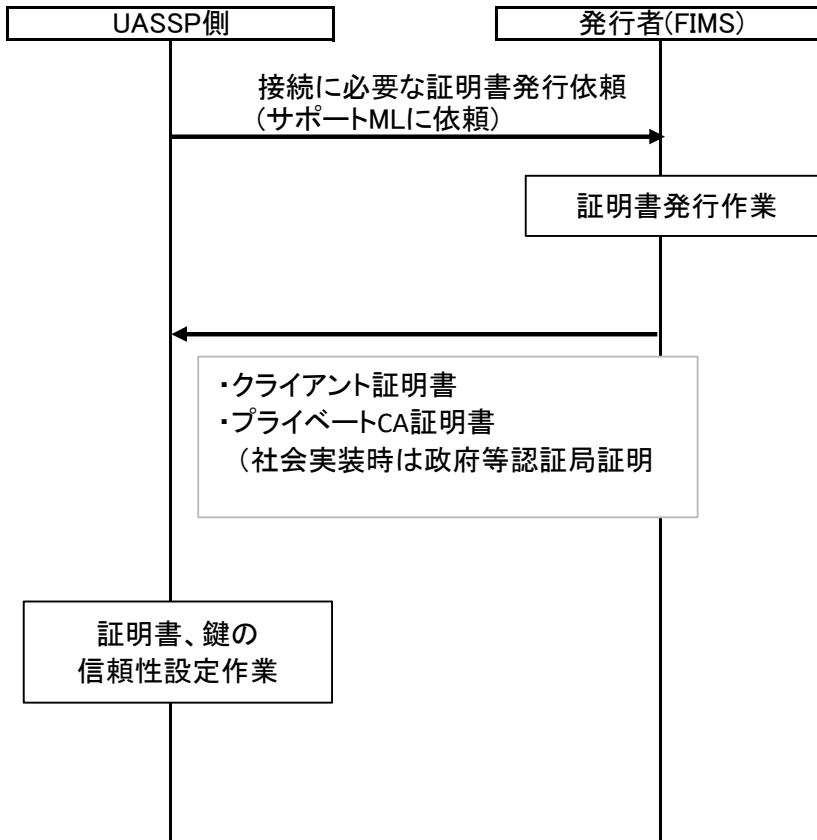 UASSP側
発行者(FIMS)
接続に必要な証明書発行依頼
(サポートMLに依頼)
証明書発行作業
・クライアント証明書
・プライベートCA証明書
(社会実装時は政府等認証局証明
証明書、鍵の
信頼性設定作業